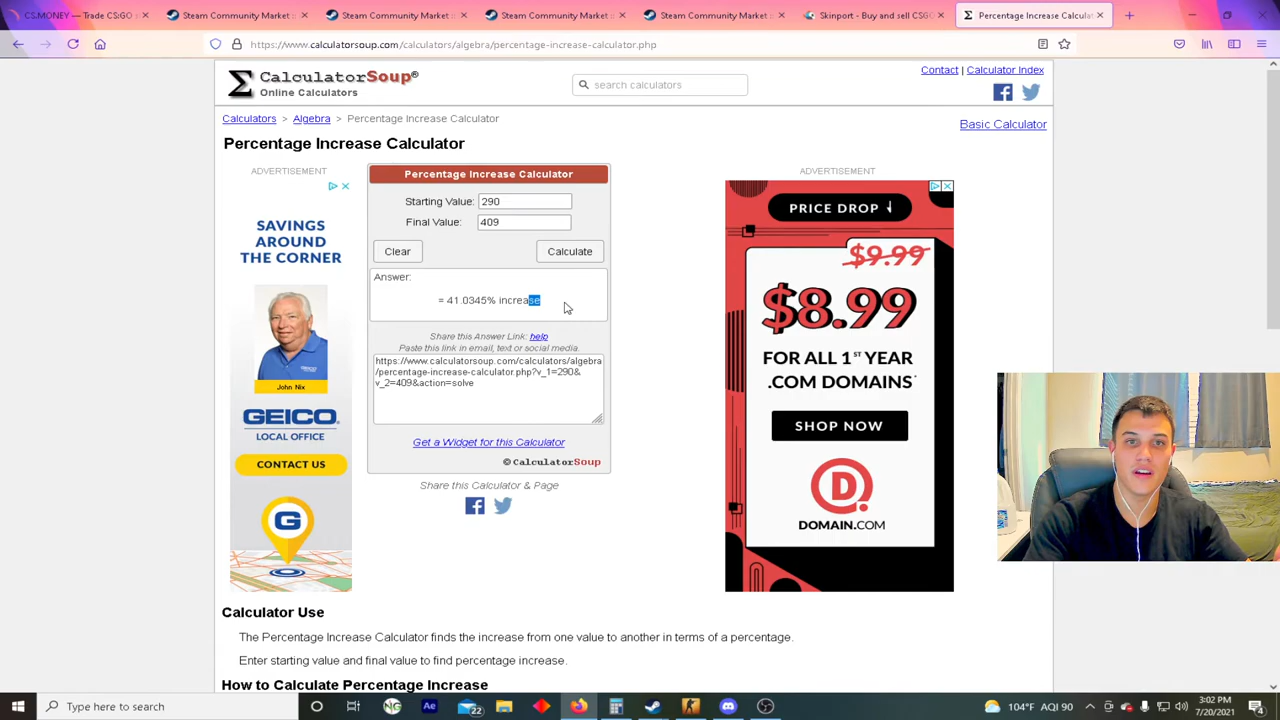 CS.MONEY — Trade CS:GO
Steam Community Market
Steam Community Market
Steam Community Market
Steam Community Market
Skinport - Buy and sell CS:GO
Percentage Increase Calculat
https://www.calculatorsoup.com/calculators/algebra/percentage-increase-calculator.php
CalculatorSoup®
Online Calculators
search calculators
Contact | Calculator Index
Calculators > Algebra > Percentage Increase Calculator
Basic Calculator
Percentage Increase Calculator
ADVERTISEMENT
SAVINGS
AROUND
THE CORNER
John Nix
GEICO
LOCAL OFFICE
CONTACT US
G
Percentage Increase Calculator
Starting Value: 290
Final Value: 409
Clear
Calculate
Answer:
= 41.0345% increase
Share this Answer Link: help
Paste this link in email, text or social media.
https://www.calculatorsoup.com/calculators/algebra
/percentage-increase-calculator.php?v_1=290&
v_2=409&action=solve
Get a Widget for this Calculator
© CalculatorSoup
Share this Calculator & Page
ADVERTISEMENT
PRICE DROP
$9.99
$8.99
FOR ALL 1ST YEAR
.COM DOMAINS*
SHOP NOW
D
DOMAIN.COM
Calculator Use
The Percentage Increase Calculator finds the increase from one value to another in terms of a percentage.
Enter starting value and final value to find percentage increase.
How to Calculate Percentage Increase
Type here to search
NG
Ae
22
104°F AQI 90
3:02 PM
7/20/2021
4